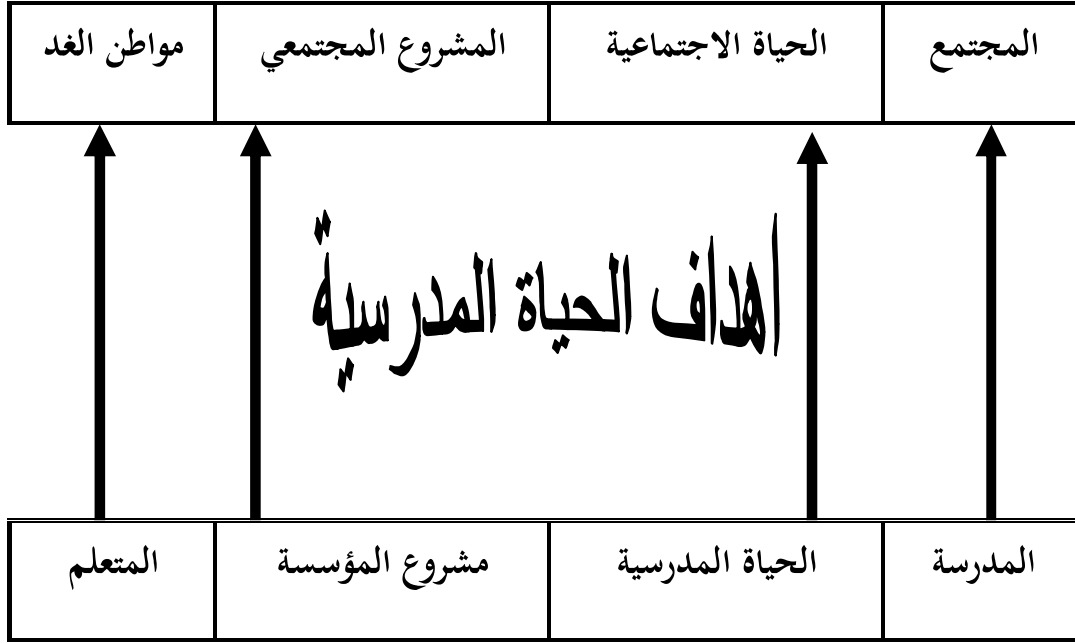 المجتمع
الحياة الاجتماعية
المشروع المجتمعي
مواطن الغد
اهداف الحياة المدرسية
المدرسة
الحياة المدرسية
مشروع المؤسسة
المتعلم